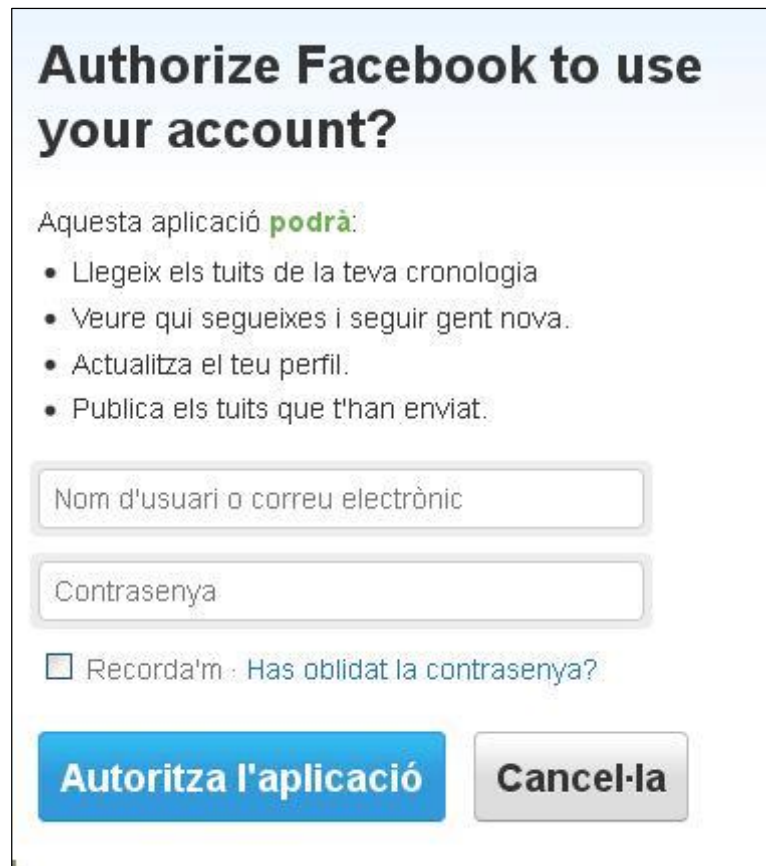 Authorize Facebook to use
your account?
Aquesta aplicació podrà:
• Llegeix els tuits de la teva cronologia
• Veure qui segueixes i seguir gent nova.
• Actualitza el teu perfil.
• Publica els tuits que t'han enviat.
Nom d'usuari o correu electrònic
Contrasenya
Recorda'm · Has oblidat la contrasenya?
Autoritza l'aplicació Cancel·la